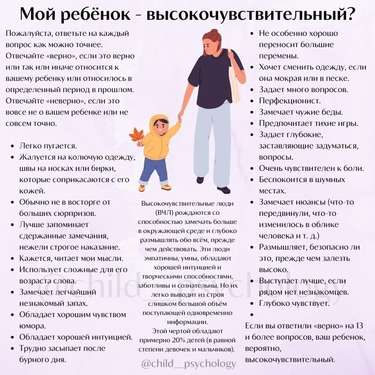 Мой ребёнок - высокочувствительный?
Пожалуйста, ответьте на каждый
вопрос как можно точнее.
Отвечайте «верно», если это верно
или так или иначе относится к
вашему ребенку или относилось в
определенный период в прошлом.
Отвечайте «неверно», если это
вовсе не о вашем ребенке или не
совсем точно.
• Легко пугается.
• Жалуется на колючую одежду,
швы на носках или бирки,
которые соприкасаются с его
кожей.
• Обычно не в восторге от
больших сюрпризов.
• Лучше запоминает
сдержанные замечания,
нежели строгое наказание.
• Кажется, читает мои мысли.
• Использует сложные для его
возраста слова.
• Замечает легчайший
незнакомый запах.
• Обладает хорошим чувством
юмора.
• Обладает хорошей интуицией.
• Трудно засыпает после
бурного дня.
Высокочувствительные люди
(ВЧЛ) рождаются со
способностью замечать больше
в окружающей среде и глубоко
размышлять обо всём, прежде
чем действовать. Эти люди
эмпатичны, умны, обладают
хорошей интуицией и
творческими способностями,
заботливы и сознательны. Но их
легко выводит из строя
слишком большой объём
поступающей одновременно
информации.
Этой чертой обладают
примерно 20% детей (в равной
степени девочек и мальчиков).
@child__psychology
• Не особенно хорошо
переносит большие
перемены.
• Хочет сменить одежду, если
она мокрая или в песке.
• Задает много вопросов.
• Перфекционист.
• Замечает чужие беды.
• Предпочитает тихие игры.
• Задает глубокие,
заставляющие задуматься,
вопросы.
• Очень чувствителен к боли.
• Беспокоится в шумных
местах.
• Замечает нюансы (что-то
передвинули, что-то
изменилось в облике
человека и т. д.)
• Размышляет, безопасно ли
это, прежде чем залезть
высоко.
• Выступает лучше, если
рядом нет незнакомцев.
• Глубоко чувствует.
Если вы ответили «верно» на 13
и более вопросов, ваш ребенок,
вероятно,
высокочувствительный.